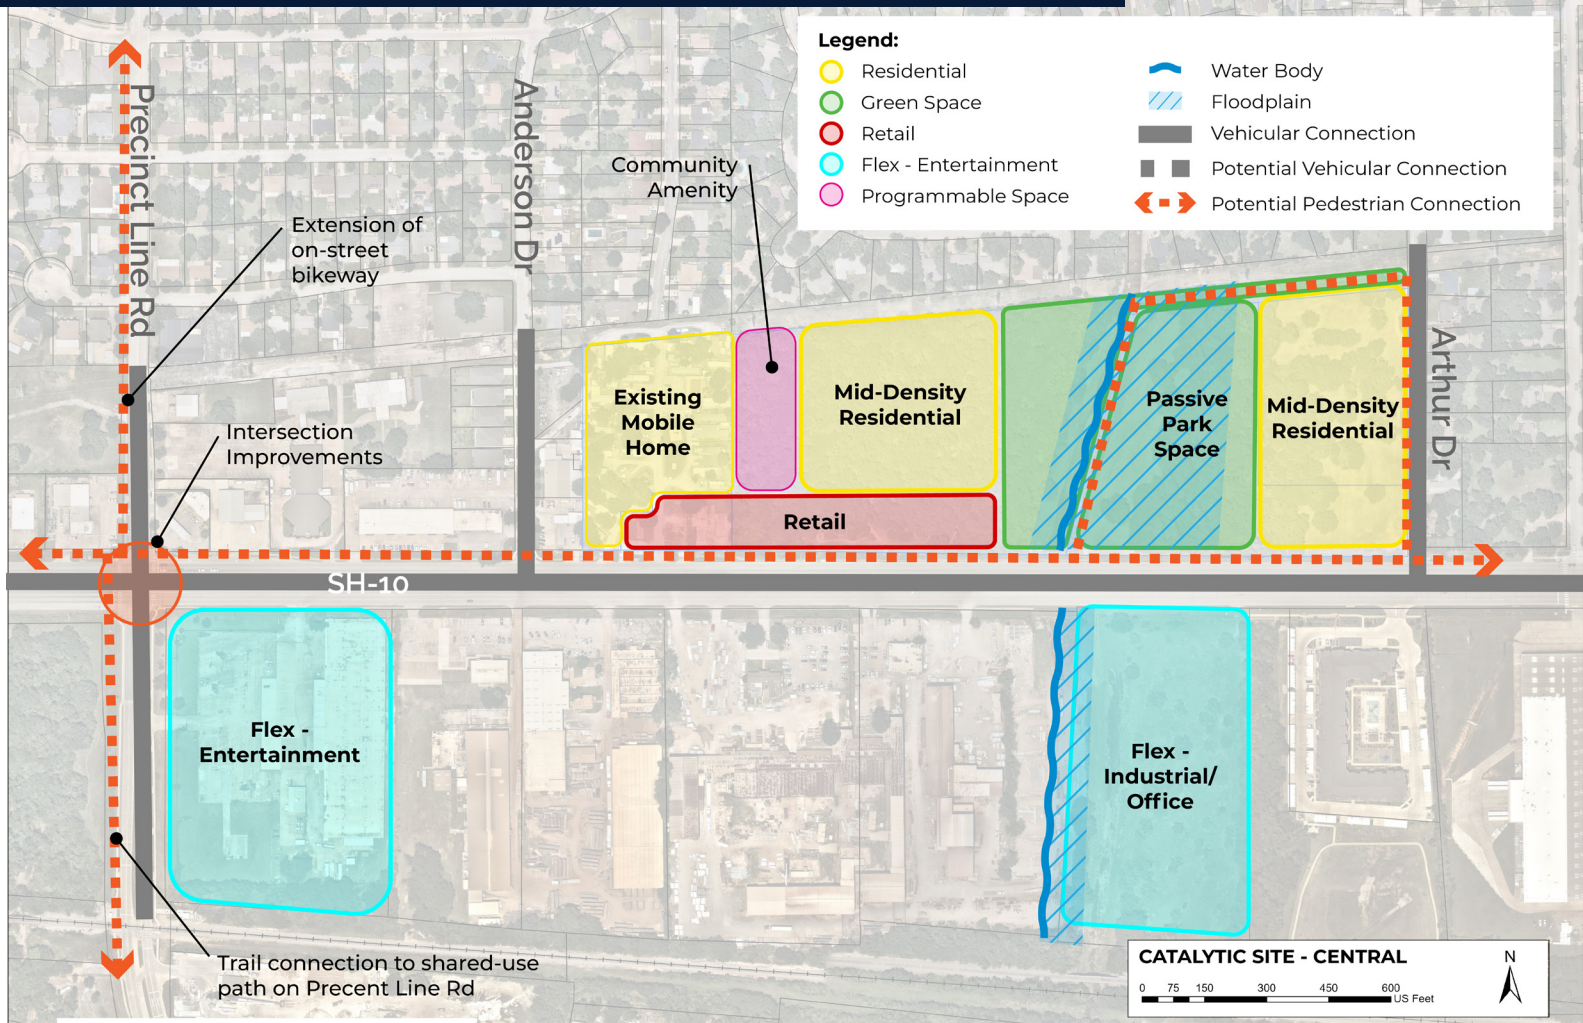 Legend:
Residential
Green Space
Retail
Flex - Entertainment
Programmable Space
Water Body
Floodplain
Vehicular Connection
Potential Vehicular Connection
Potential Pedestrian Connection
Precinct Line Rd
Anderson Dr
Community
Amenity
Extension of
on-street
bikeway
Intersection
Improvements
Existing
Mobile
Home
Mid-Density
Residential
Passive
Park
Space
Mid-Density
Residential
Arthur Dr
Retail
SH-10
Flex -
Entertainment
Flex -
Industrial/
Office
Trail connection to shared-use
path on Precent Line Rd
CATALYTIC SITE - CENTRAL
N
0 75 150 300 450 600
US Feet